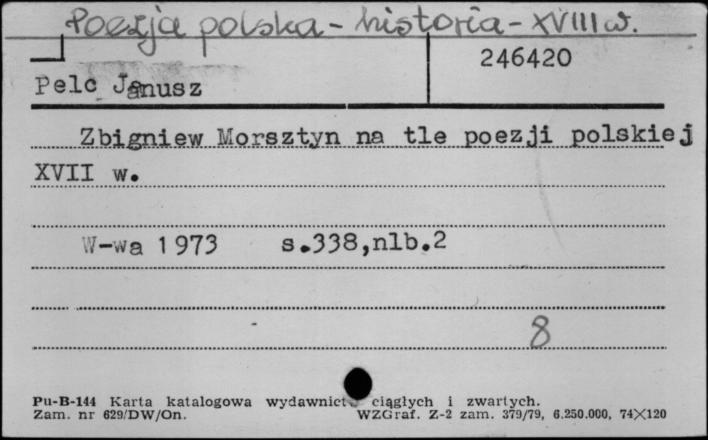 Poezja polska - historia - XVIII w.
246420
Pelc Janusz
Zbigniew Morsztyn na tle poezji polskiej
XVII w.
W-wa 1973 s.338,nlb.2
8
Pu-B-144 Karta katalogowa wydawnict ciągłych i zwartych.
Zam. nr 629/DW/On. WZGraf. Z-2 zam. 379/79, 6.250.000, 74×120